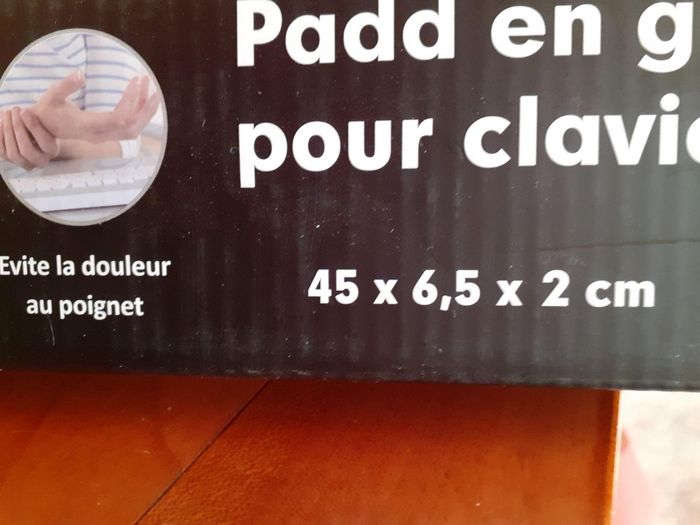 Padd en g
pour clavi
Evite la douleur
au poignet
45 x 6,5 x 2 cm